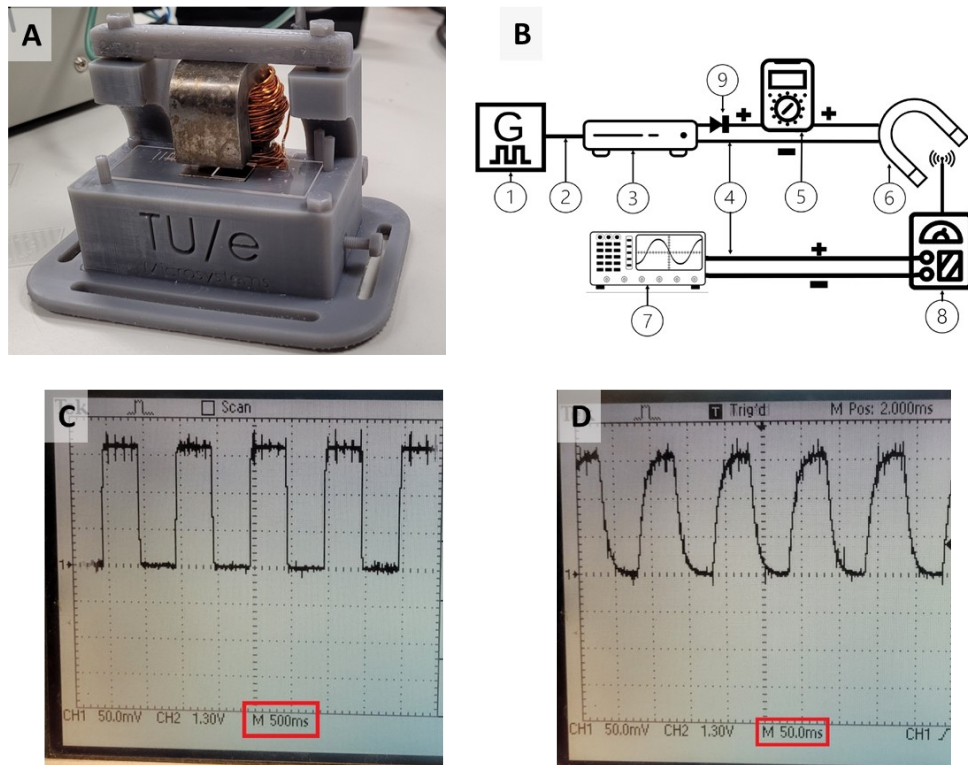 A
TU/e
Microsystems
B
G
1
2
3
4
5
6
7
8
9
+
+
-
+
-
C
Scan
1
CH1 50.0mV CH2 1.30V M 500ms
D
T Trig'd M Pos: 2.000ms
1
CH1 50.0mV CH2 1.30V M 50.0ms CH1